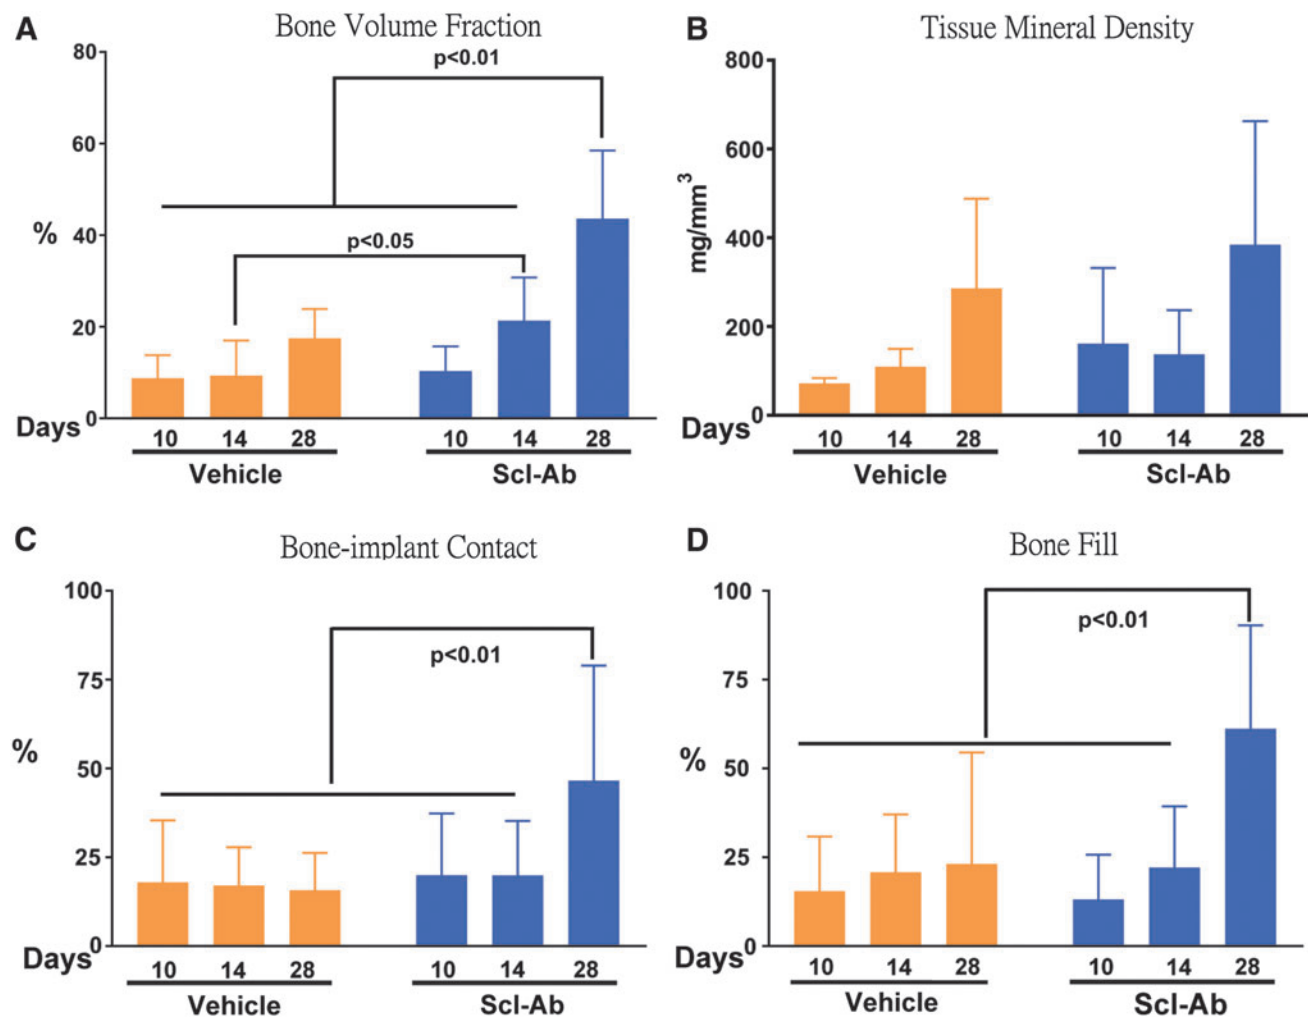 A
Bone Volume Fraction
80
p<0.01
60
%
40
p<0.05
20
0
Days
10 14 28 10 14 28
Vehicle Scl-Ab
B
Tissue Mineral Density
800
600
mg/mm³
400
200
0
Days
10 14 28 10 14 28
Vehicle Scl-Ab
C
Bone-implant Contact
100
p<0.01
75
%
50
25
0
Days
10 14 28 10 14 28
Vehicle Scl-Ab
D
Bone Fill
100
p<0.01
75
%
50
25
0
Days
10 14 28 10 14 28
Vehicle Scl-Ab